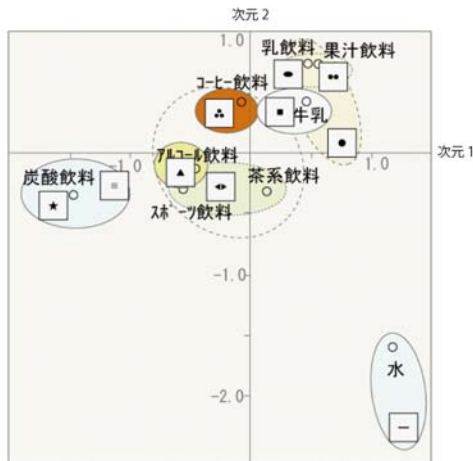 次元 2
1.0
乳飲料
果汁飲料
コーヒー飲料
牛乳
次元 1
-1.0
1.0
炭酸飲料
アルコール飲料
茶系飲料
スポーツ飲料
-1.0
水
-2.0